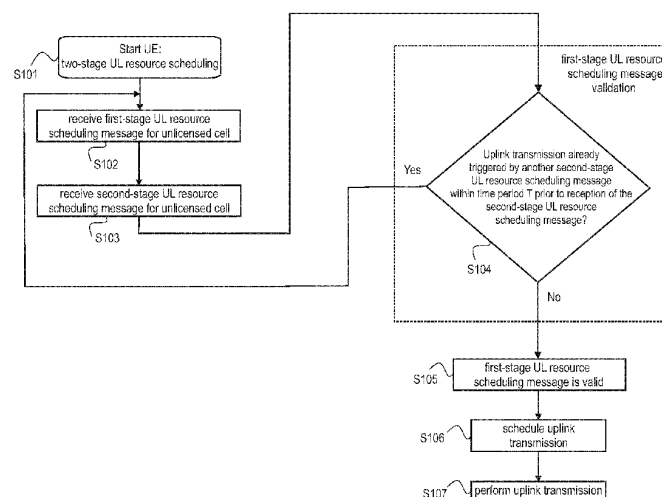 Start UE:
two-stage UL resource scheduling
S101
receive first-stage UL resource
scheduling message for unlicensed cell
S102
receive second-stage UL resource
scheduling message for unlicensed cell
S103
first-stage UL resource
scheduling message
validation
Yes
Uplink transmission already
triggered by another second-stage
UL resource scheduling message
within time period T prior to reception of the
second-stage UL resource
scheduling message?
S104
No
first-stage UL resource
scheduling message is valid
S105
schedule uplink
transmission
S106
perform uplink transmission
S107